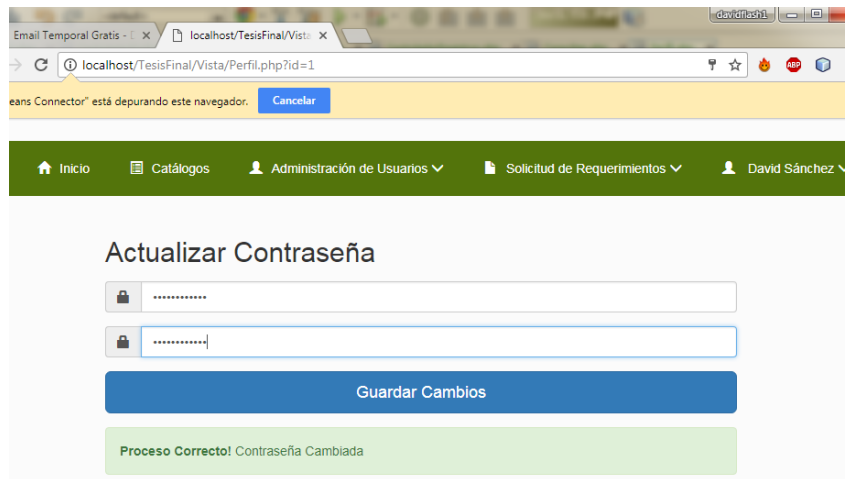 davidflash1
Email Temporal Gratis - localhost/TesisFinal/Vista
localhost/TesisFinal/Vista/Perfil.php?id=1
ABP
eans Connector" está depurando este navegador. Cancelar
Inicio Catálogos Administración de Usuarios Solicitud de Requerimientos David Sánchez
Actualizar Contraseña
Guardar Cambios
Proceso Correcto! Contraseña Cambiada